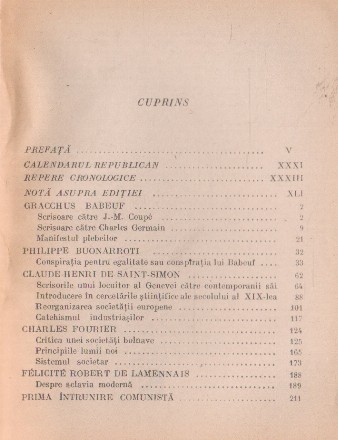 CUPRINS
PREFAȚĂ V
CALENDARUL REPUBLICAN XXXI
REPERE CRONOLOGICE XXXIII
NOTĂ ASUPRA EDIȚIEI XLI
GRACCHUS BABEUF 2
Scrisoare către J.-M. Coupé 2
Scrisoare către Charles Germain 9
Manifestul plebeilor 21
PHILIPPE BUONARROTI 32
Conspirația pentru egalitate sau conspirația lui Babeuf 33
CLAUDE-HENRI DE SAINT-SIMON 62
Scrisorile unui locuitor al Genevei către contemporanii săi 64
Introducere în cercetările științifice ale secolului al XIX-lea 88
Reorganizarea societății europene 101
Catehismul industriașilor 117
CHARLES FOURIER 124
Critica unei societăți bolnave 125
Principiile lumii noi 165
Sistemul societar 173
FÉLICITÉ ROBERT DE LAMENNAIS 188
Despre sclavia modernă 189
PRIMA ÎNTRUNIRE COMUNISTĂ 211